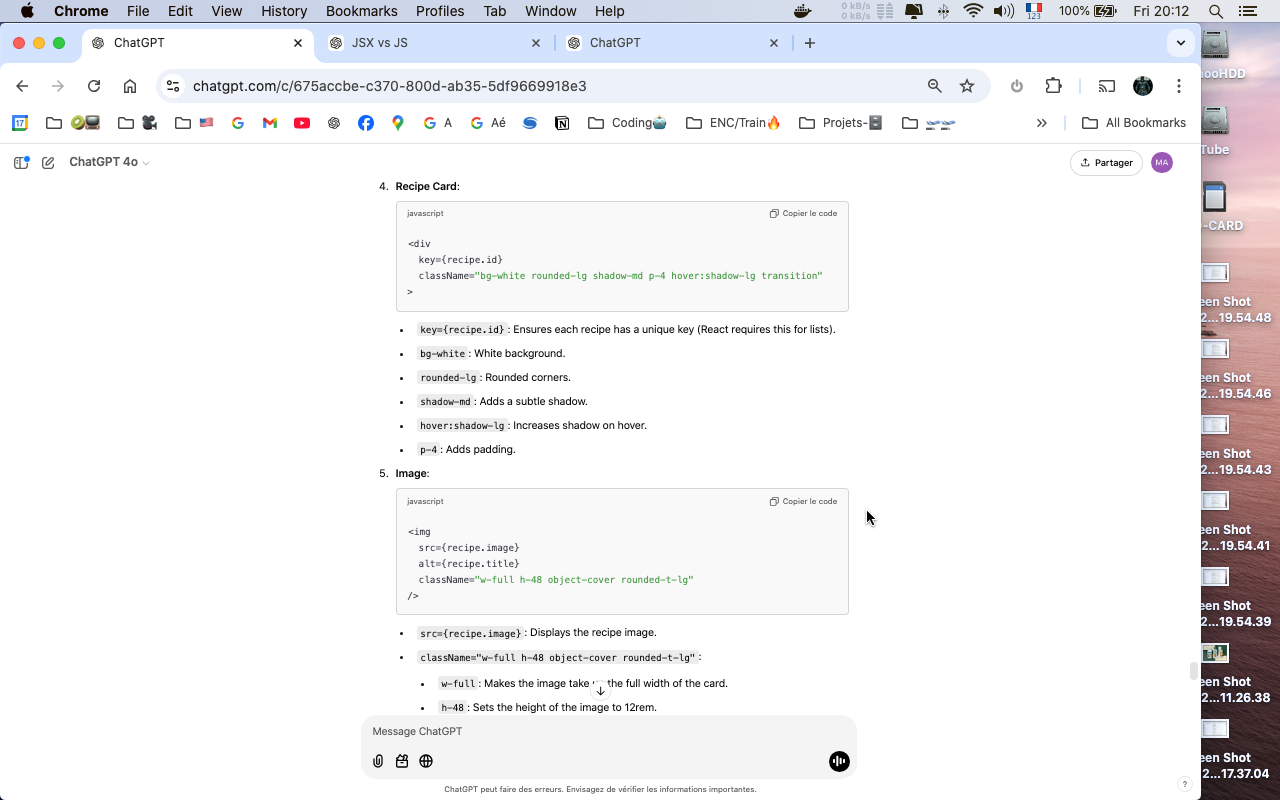 Chrome File Edit View History Bookmarks Profiles Tab Window Help
0 kB/s
0 kB/s
123
100%
Fri 20:12
ChatGPT
JSX vs JS
ChatGPT
chatgpt.com/c/675accbe-c370-800d-ab35-5df9669918e3
17
A
Aé
Coding
ENC/Train
Projets-
All Bookmarks
ChatGPT 4o
Partager
MA
4. Recipe Card:
javascript
Copier le code
<div
key={recipe.id}
className="bg-white rounded-lg shadow-md p-4 hover:shadow-lg transition"
>
• key={recipe.id}: Ensures each recipe has a unique key (React requires this for lists).
• bg-white: White background.
• rounded-lg: Rounded corners.
• shadow-md: Adds a subtle shadow.
• hover:shadow-lg: Increases shadow on hover.
• p-4: Adds padding.
5. Image:
javascript
Copier le code
<img
src={recipe.image}
alt={recipe.title}
className="w-full h-48 object-cover rounded-t-lg"
/>
• src={recipe.image}: Displays the recipe image.
• className="w-full h-48 object-cover rounded-t-lg":
• w-full: Makes the image take the full width of the card.
• h-48: Sets the height of the image to 12rem.
Message ChatGPT
ChatGPT peut faire des erreurs. Envisagez de vérifier les informations importantes.
?
ooHDD
Tube
-CARD
een Shot
2...19.54.48
een Shot
2...19.54.46
een Shot
2...19.54.43
een Shot
2...19.54.41
een Shot
2...19.54.39
een Shot
2...11.26.38
een Shot
2...17.37.04